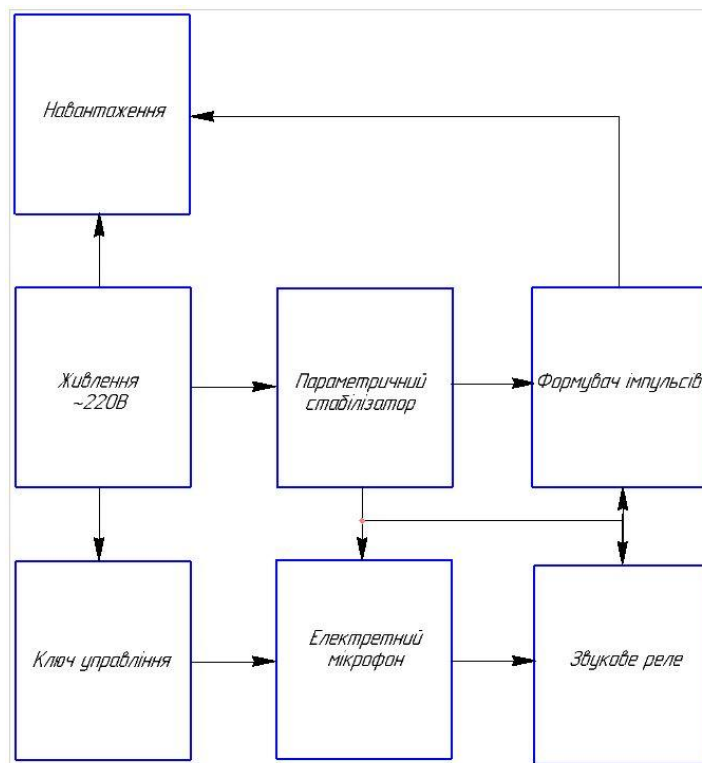 Навантаження
Живлення
~220В
Параметричний
стабілізатор
Формувач імпульсів
Ключ управління
Електретний
мікрофон
Звукове реле